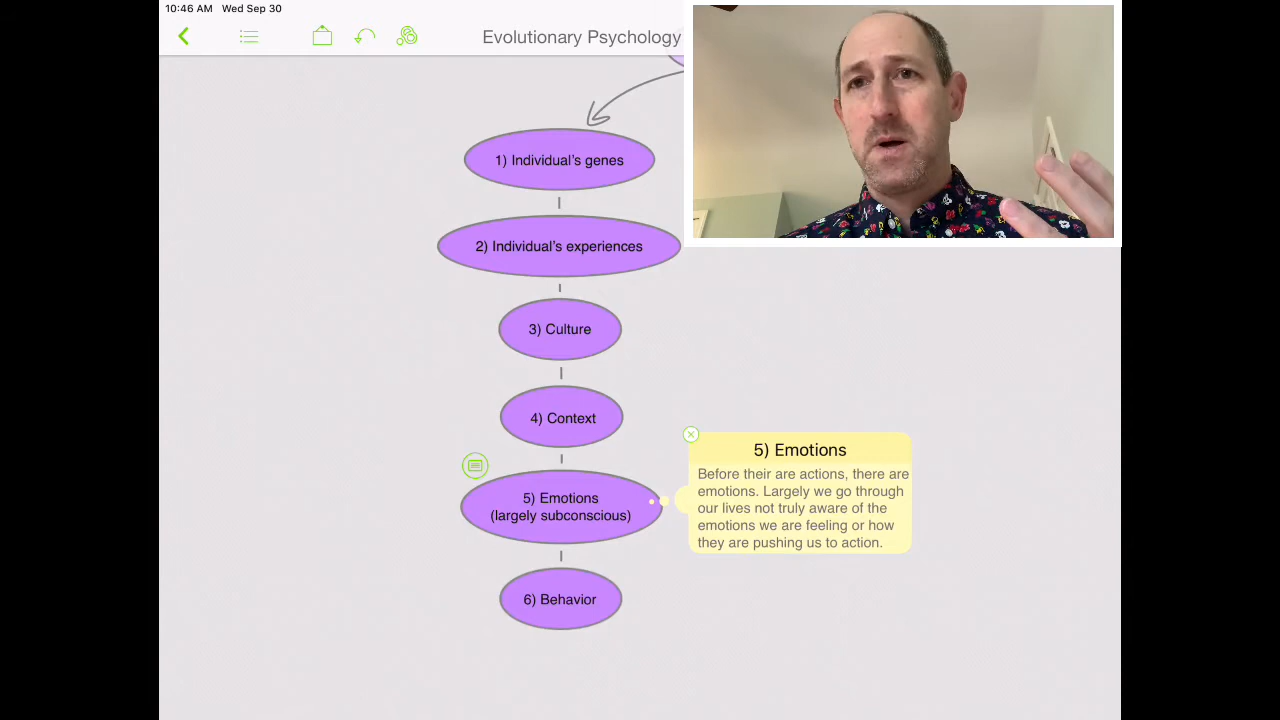 10:46 AM Wed Sep 30
Evolutionary Psychology
1) Individual's genes
2) Individual's experiences
3) Culture
4) Context
5) Emotions
(largely subconscious)
6) Behavior
5) Emotions
Before their are actions, there are
emotions. Largely we go through
our lives not truly aware of the
emotions we are feeling or how
they are pushing us to action.